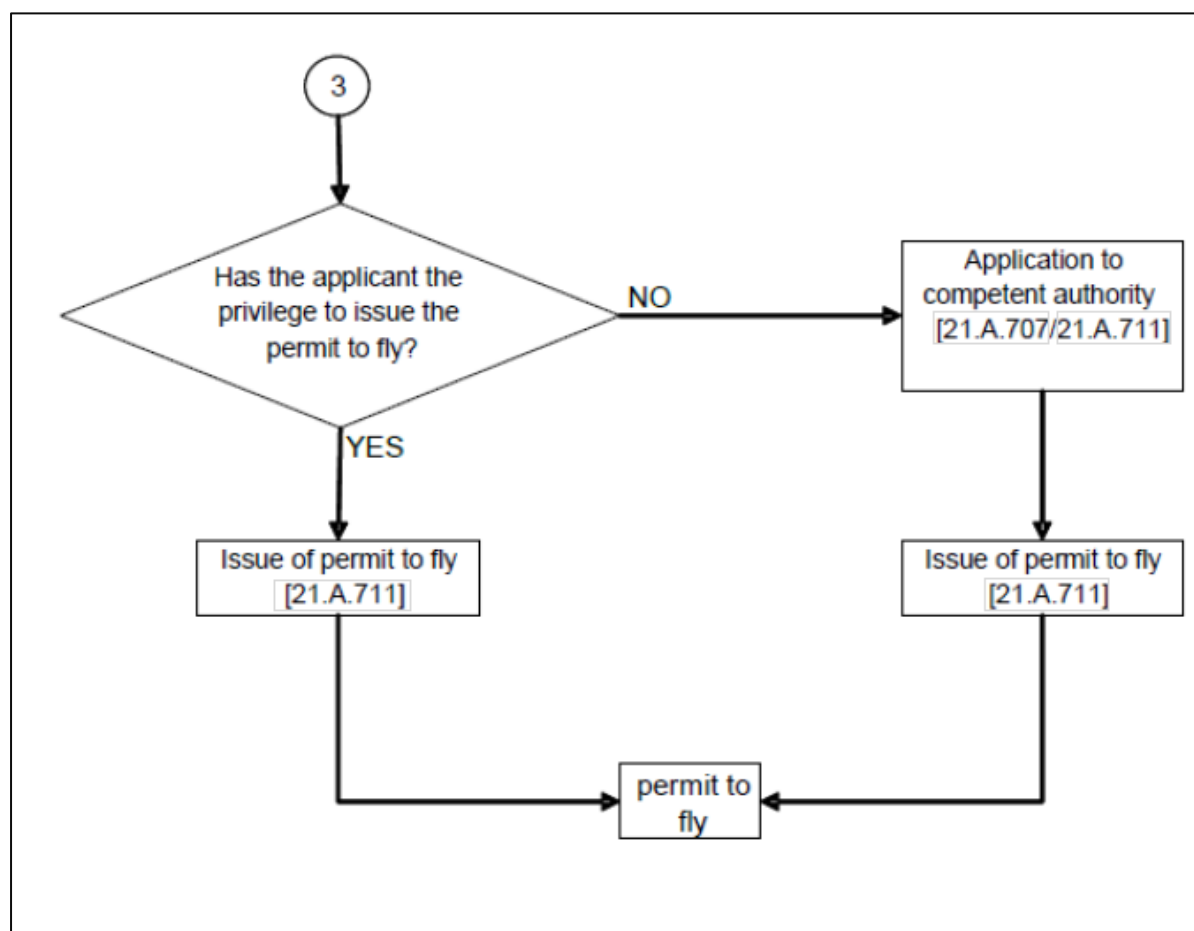 3
Has the applicant the
privilege to issue the
permit to fly?
NO
Application to
competent authority
[21.A.707/21.A.711]
YES
Issue of permit to fly
[21.A.711]
Issue of permit to fly
[21.A.711]
permit to
fly